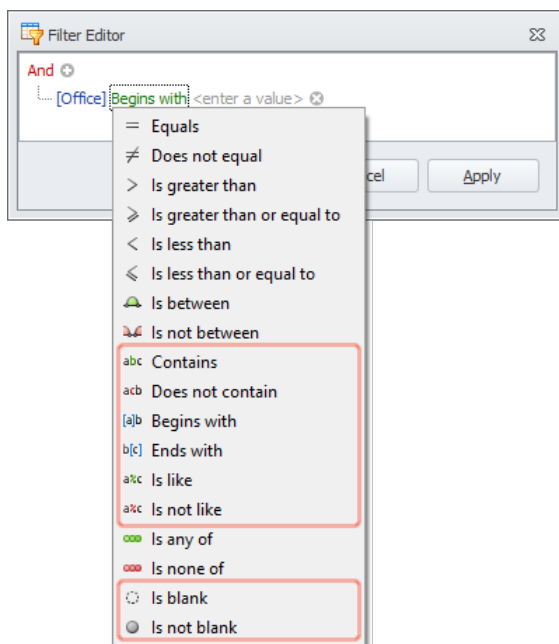 Filter Editor
And
[Office] Begins with <enter a value>
= Equals
≠ Does not equal
> Is greater than
⩾ Is greater than or equal to
cel Apply
< Is less than
⩽ Is less than or equal to
Is between
Is not between
abc Contains
acb Does not contain
[a]b Begins with
b[c] Ends with
a%c Is like
a%c Is not like
Is any of
Is none of
Is blank
Is not blank